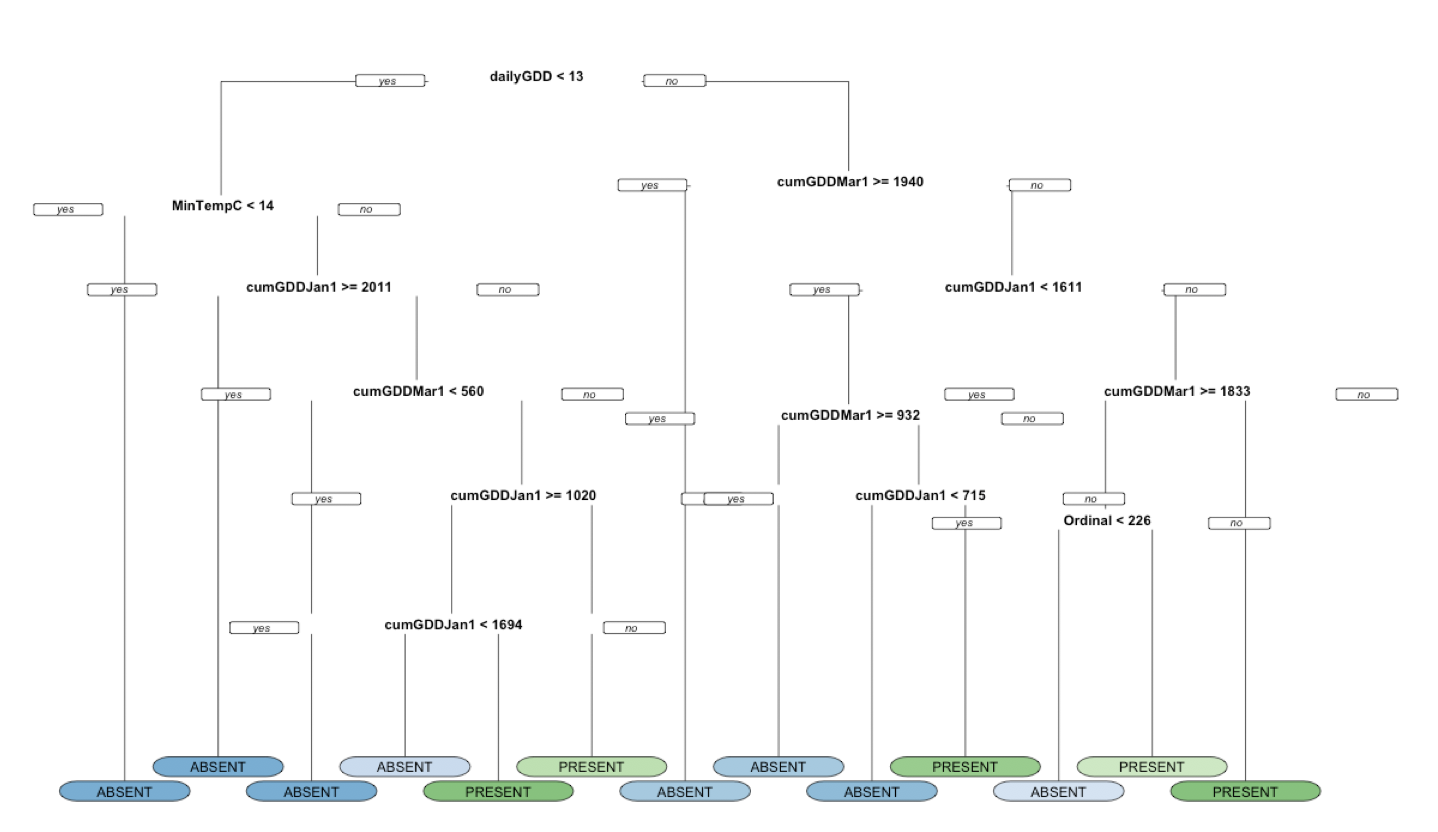 yes dailyGDD < 13 no
yes cumGDDMar1 >= 1940 no
yes MinTempC < 14 no
yes cumGDDJan1 >= 2011 no yes cumGDDJan1 < 1611 no
yes cumGDDMar1 < 560 no yes cumGDDMar1 >= 1833 no
yes cumGDDMar1 >= 932 no
yes cumGDDJan1 >= 1020 yes cumGDDJan1 < 715 no
yes Ordinal < 226 no
yes cumGDDJan1 < 1694 no
ABSENT ABSENT PRESENT ABSENT PRESENT PRESENT
ABSENT ABSENT PRESENT ABSENT ABSENT ABSENT PRESENT